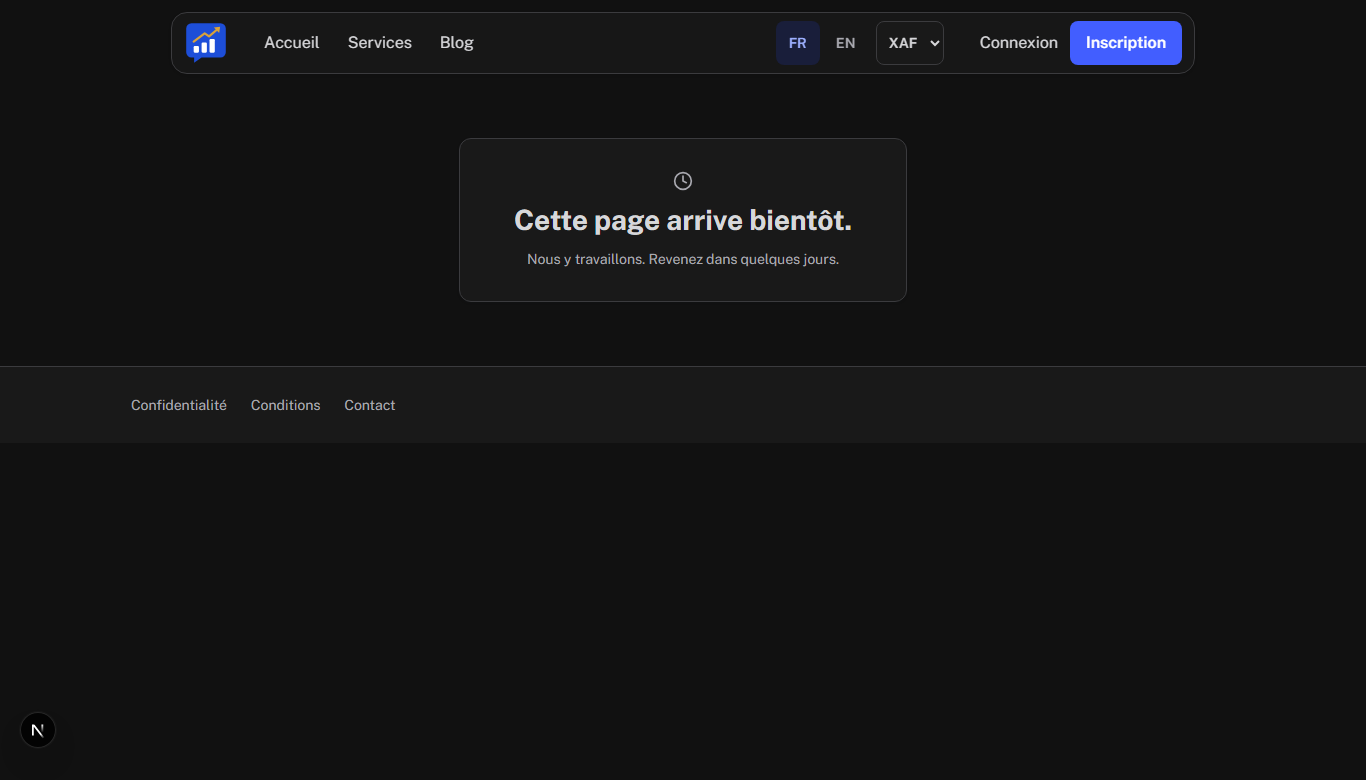 Accueil Services Blog FR EN XAF Connexion Inscription
Cette page arrive bientôt.
Nous y travaillons. Revenez dans quelques jours.
Confidentialité Conditions Contact
N